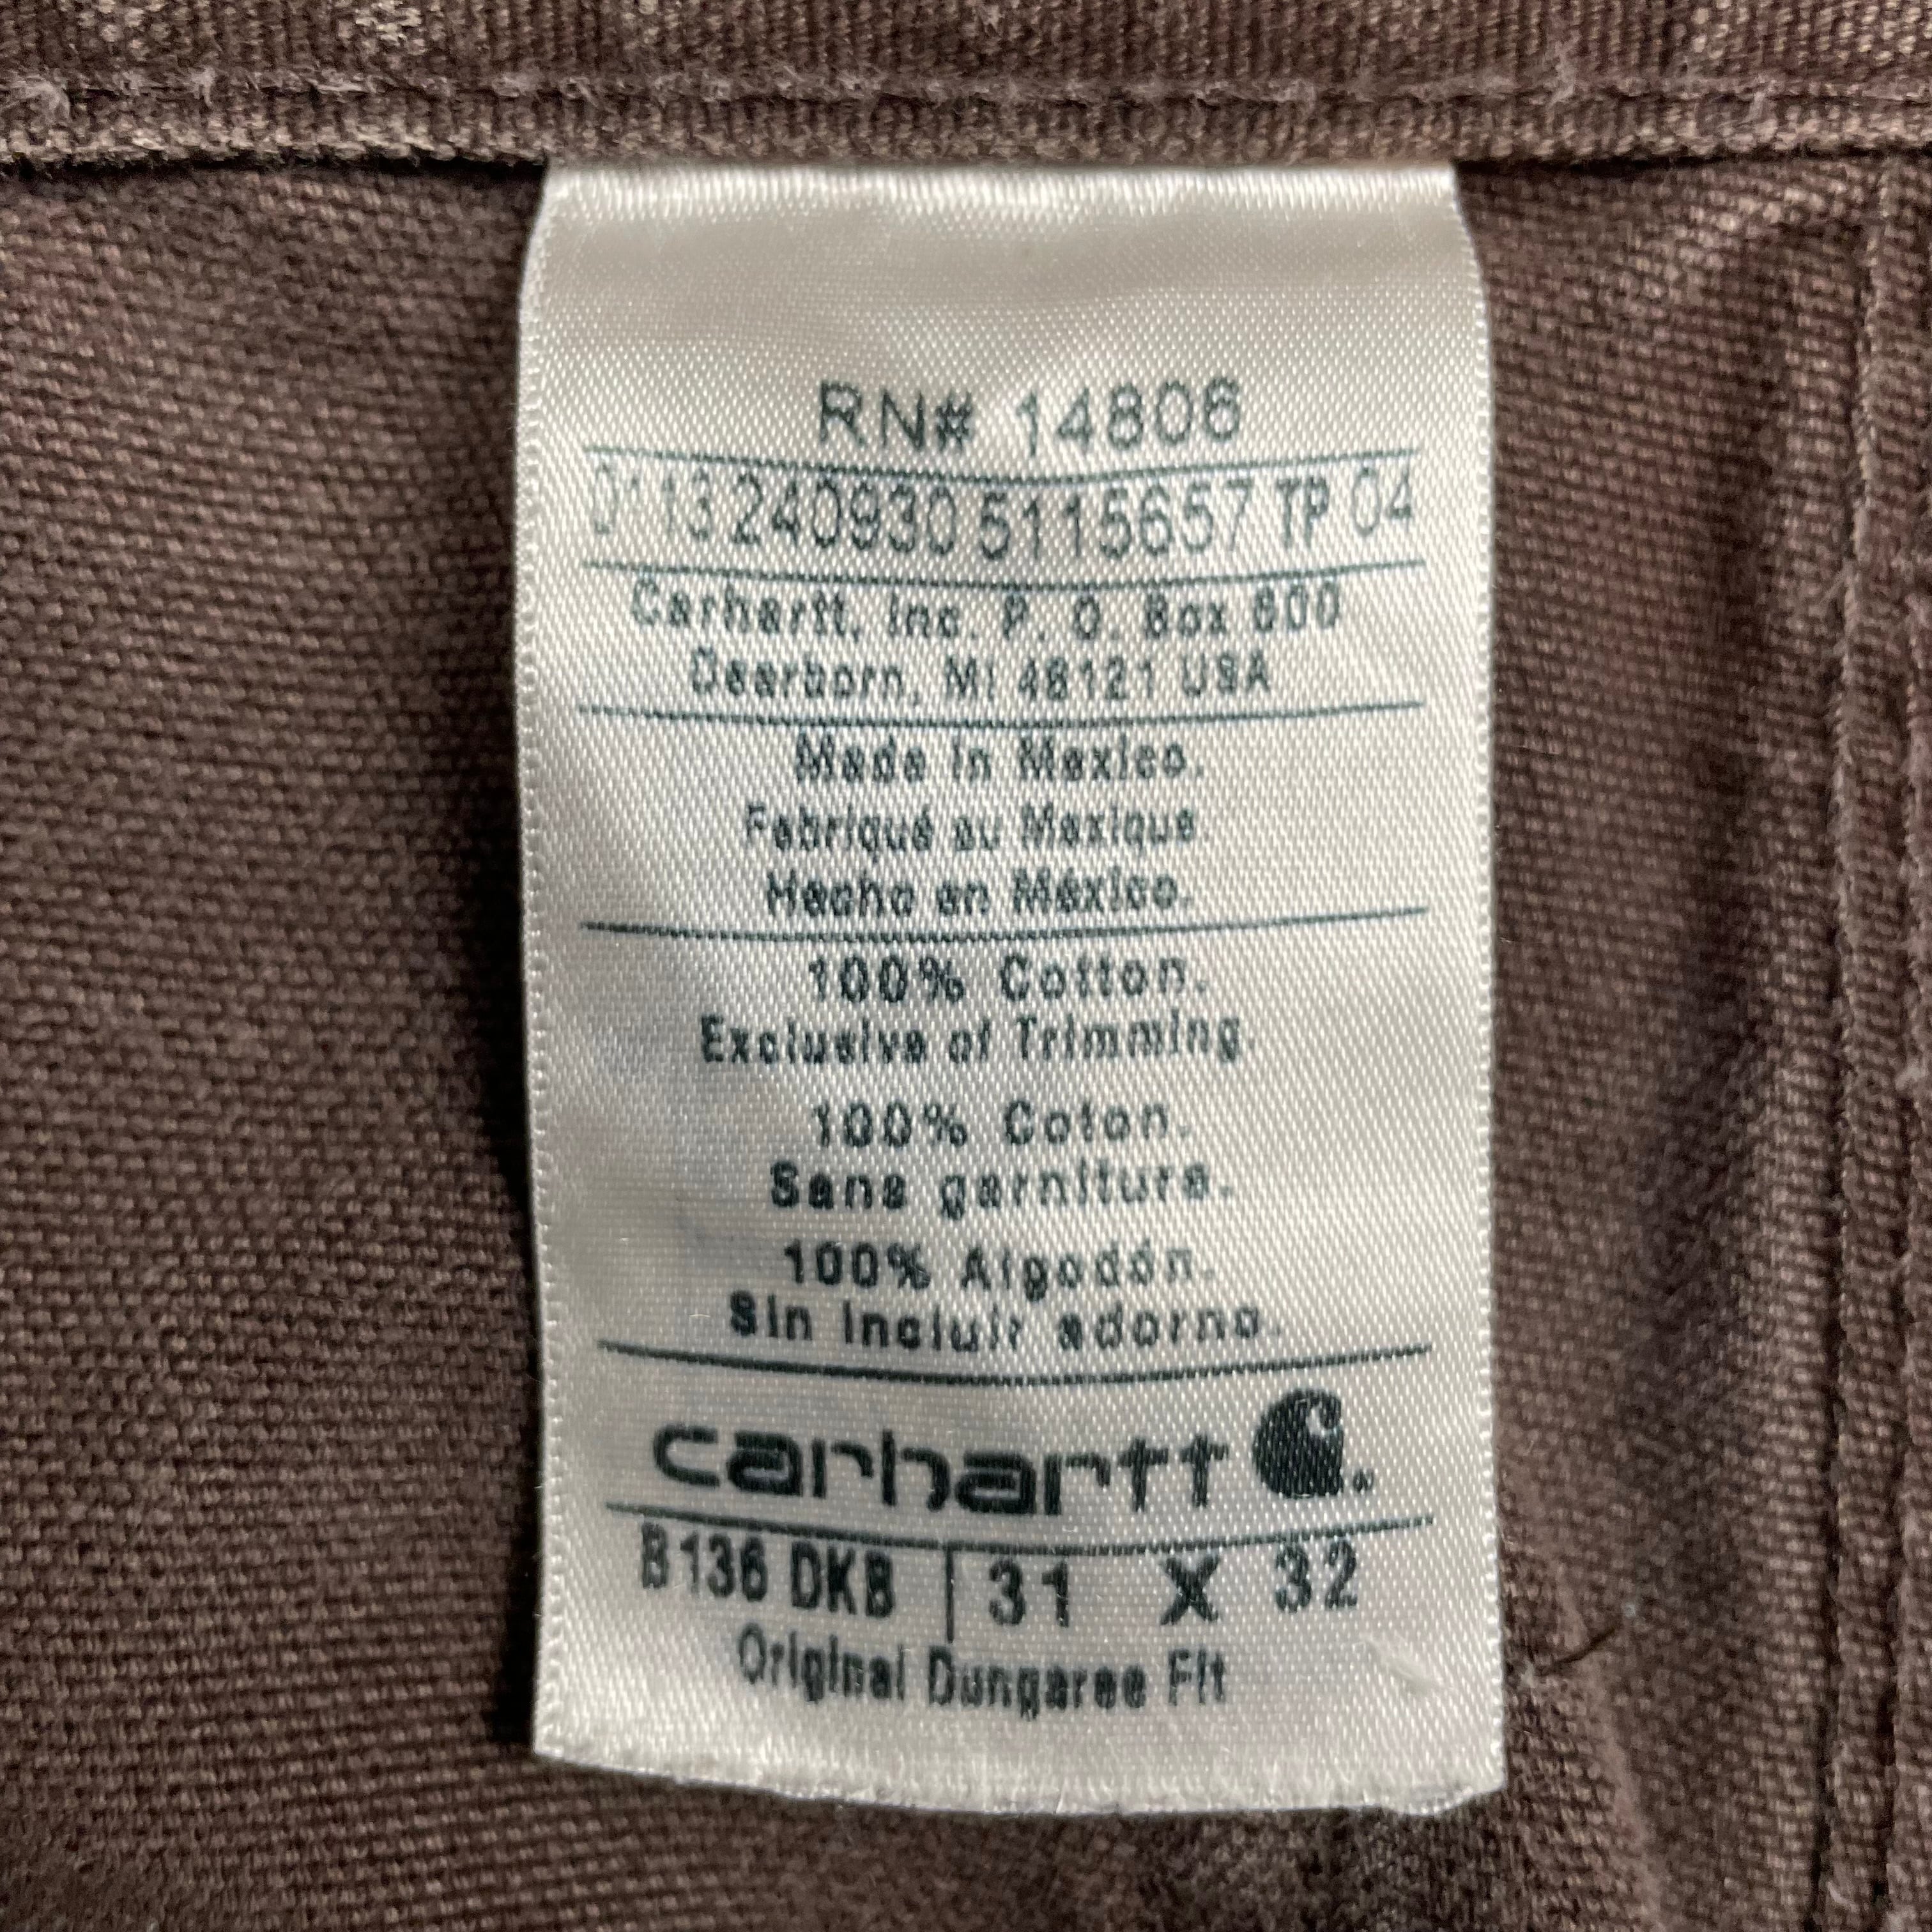 RN# 14806
0113 240930 5115657 TP 04
Carhartt, Inc. P. O. Box 600
Dearborn, MI 48121 USA
Made In Mexico.
Fabriqué au Mexique
Hecho en México.
100% Cotton.
Exclusive of Trimming.
100% Coton.
Sans garniture.
100% Algodón.
Sin incluir adorno.
carhartt
B136 DKB 31 X 32
Original Dungaree Fit